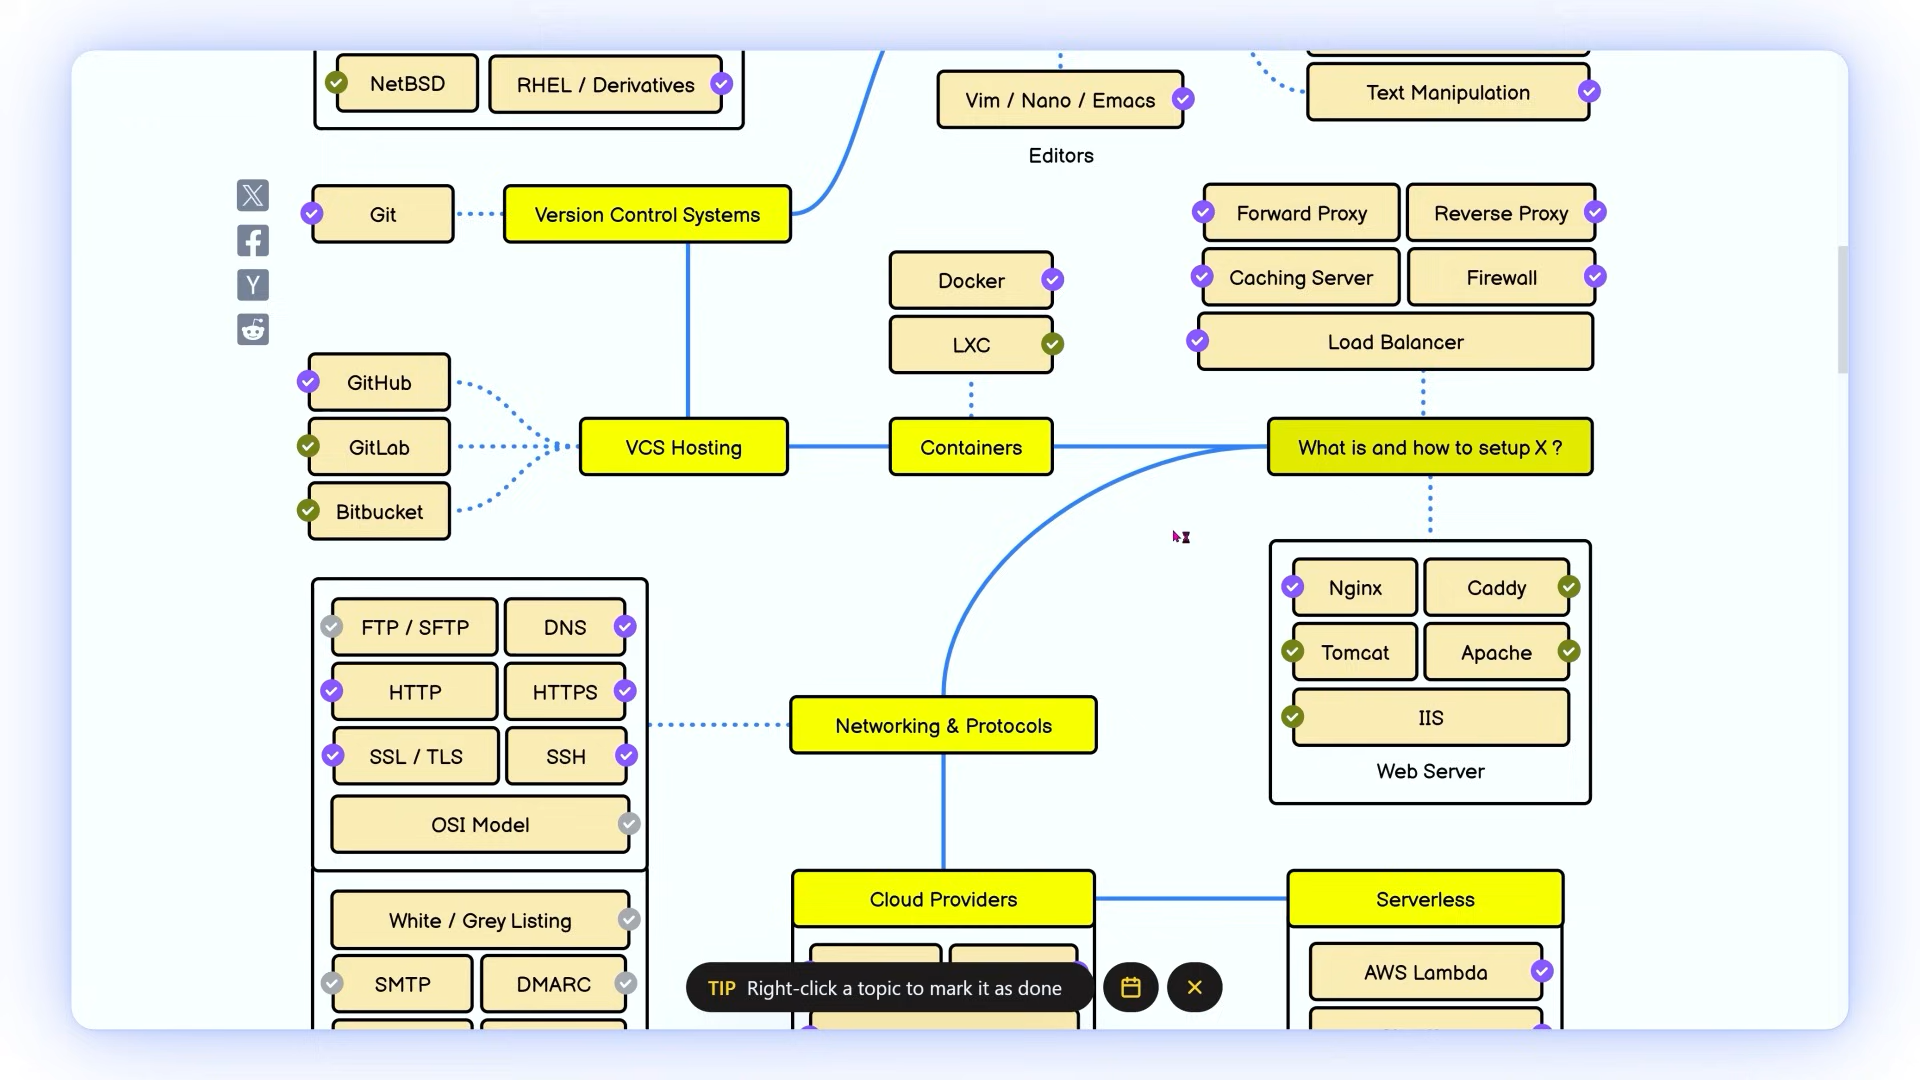 NetBSD
RHEL / Derivatives
Vim / Nano / Emacs
Editors
Text Manipulation
Git
Version Control Systems
Forward Proxy
Reverse Proxy
Caching Server
Firewall
Load Balancer
Docker
LXC
GitHub
GitLab
Bitbucket
VCS Hosting
Containers
What is and how to setup X ?
Nginx
Caddy
Tomcat
Apache
IIS
Web Server
FTP / SFTP
DNS
HTTP
HTTPS
SSL / TLS
SSH
OSI Model
Networking & Protocols
White / Grey Listing
SMTP
DMARC
Cloud Providers
Serverless
AWS Lambda
TIP Right-click a topic to mark it as done